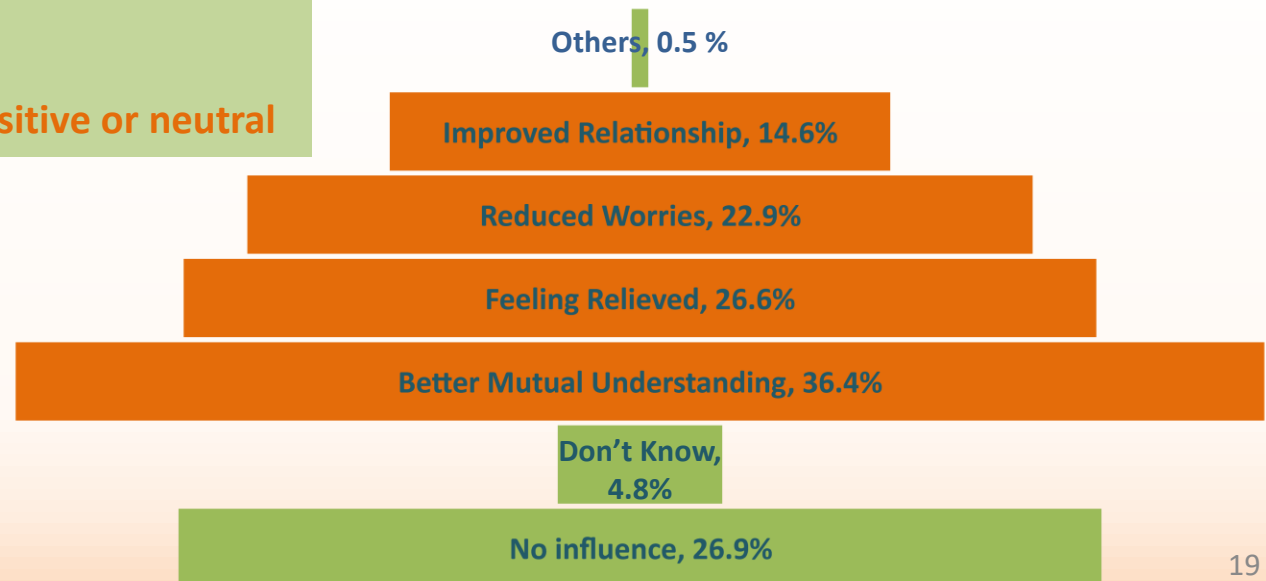 Others, 0.5 %
sitive or neutral
Improved Relationship, 14.6%
Reduced Worries, 22.9%
Feeling Relieved, 26.6%
Better Mutual Understanding, 36.4%
Don’t Know,
4.8%
No influence, 26.9%
19